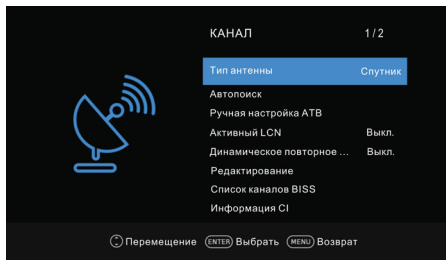 КАНАЛ 1/2
Тип антенны Спутник
Автопоиск
Ручная настройка АТВ
Активный LCN Выкл.
Динамическое повторное ... Выкл.
Редактирование
Список каналов BISS
Информация CI
Перемещение ENTER Выбрать MENU Возврат